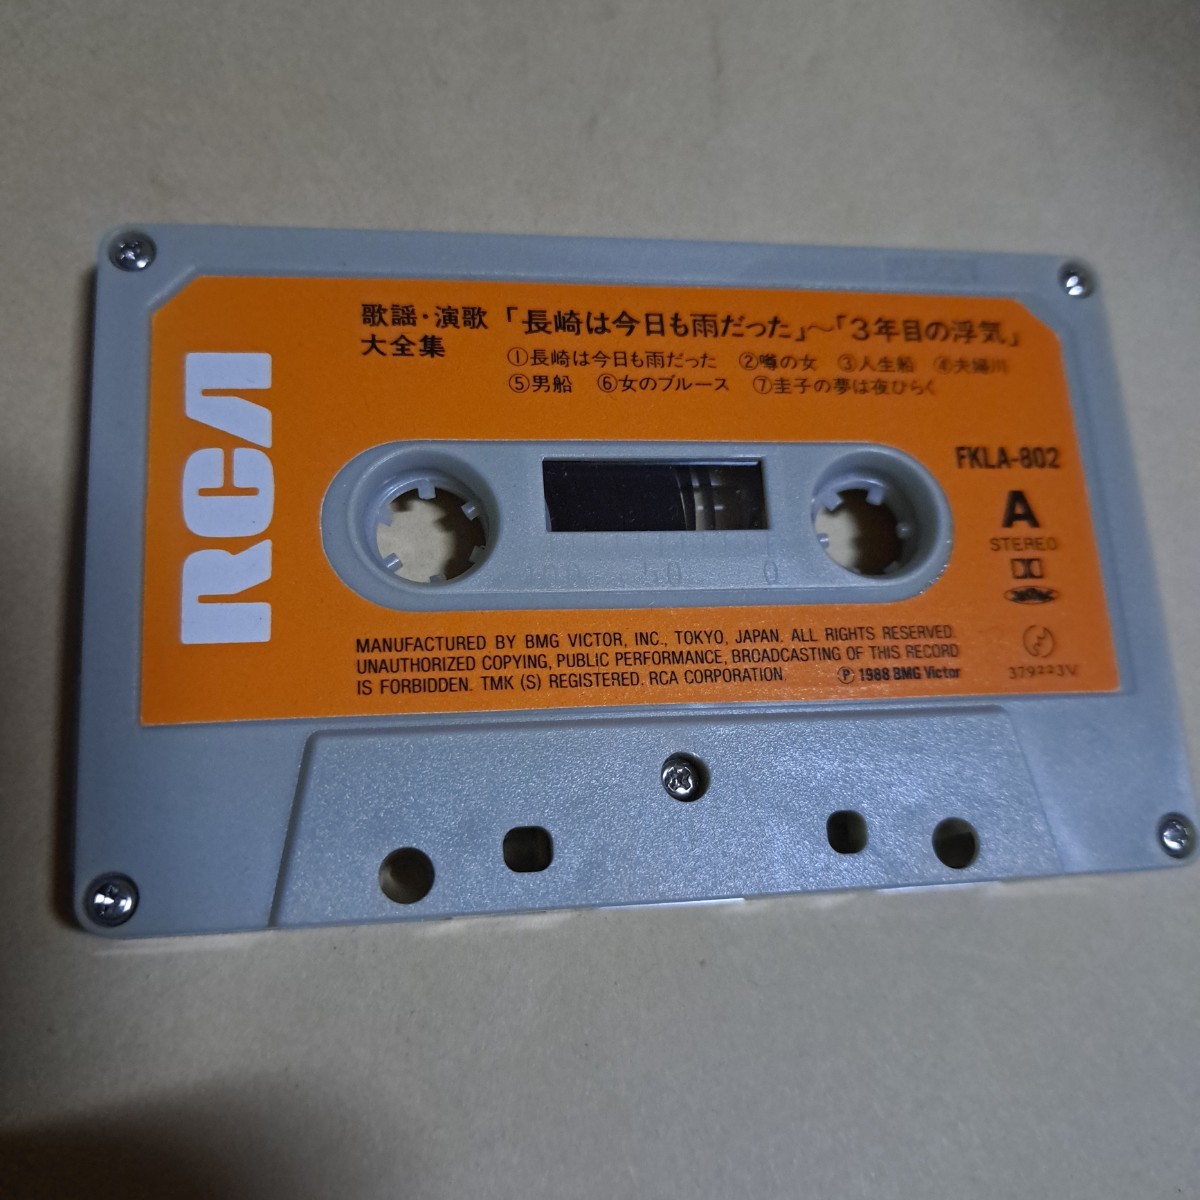 RCA
歌謡・演歌 「長崎は今日も雨だった」〜「3年目の浮気」
大全集
①長崎は今日も雨だった ②噂の女 ③人生船 ④夫婦川
⑤男船 ⑥女のブルース ⑦圭子の夢は夜ひらく
FKLA-802
A
STEREO
50 0
MANUFACTURED BY BMG VICTOR, INC., TOKYO, JAPAN. ALL RIGHTS RESERVED.
UNAUTHORIZED COPYING, PUBLIC PERFORMANCE, BROADCASTING OF THIS RECORD
IS FORBIDDEN. TMK (S) REGISTERED. RCA CORPORATION
Ⓟ 1988 BMG Victor
379223V